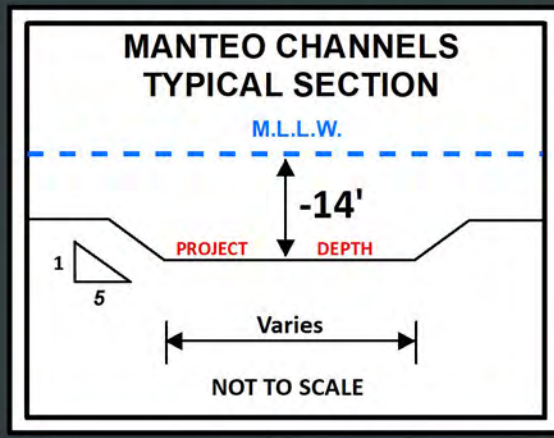 MANTEO CHANNELS
TYPICAL SECTION
M.L.L.W.
-14'
PROJECT DEPTH
1
5
Varies
NOT TO SCALE